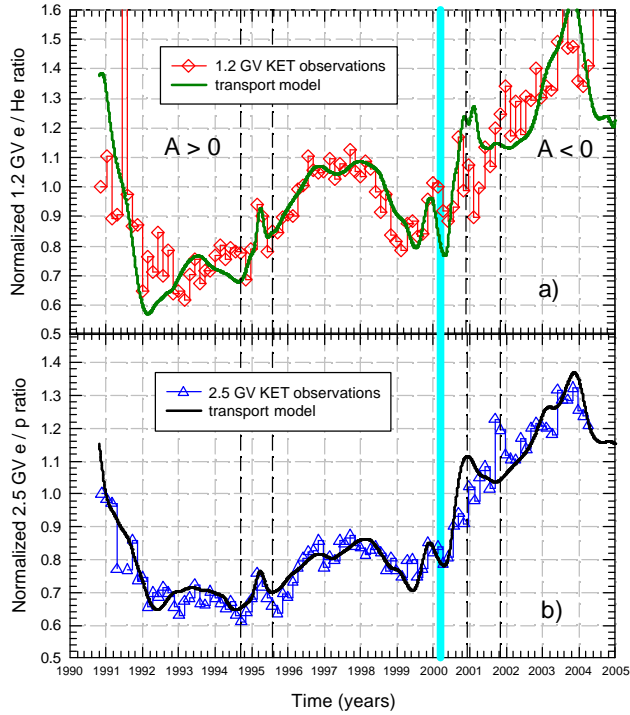 1.6
1.5
1.4
1.3
1.2
1.1
1.0
0.9
0.8
0.7
0.6
0.5
Normalized 1.2 GV e / He ratio
1.2 GV KET observations
transport model
A > 0
A < 0
a)
1.4
1.3
1.2
1.1
1.0
0.9
0.8
0.7
0.6
0.5
Normalized 2.5 GV e / p ratio
2.5 GV KET observations
transport model
b)
1990 1991 1992 1993 1994 1995 1996 1997 1998 1999 2000 2001 2002 2003 2004 2005
Time (years)